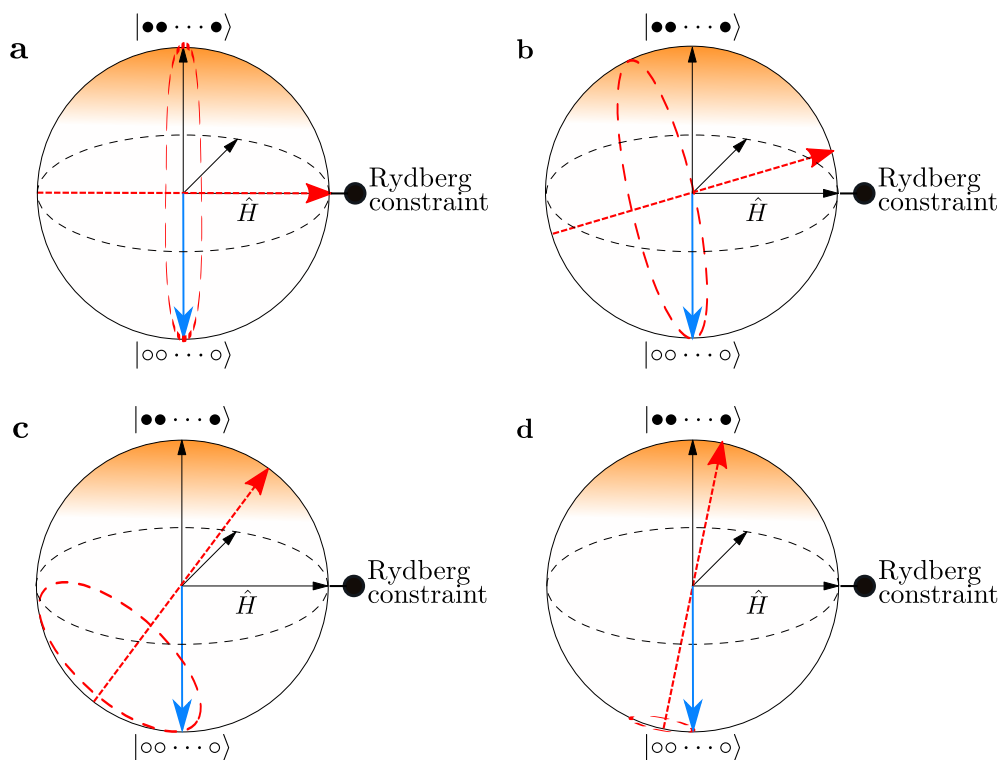 a
|●● · · · ●⟩
Ĥ
Rydberg
constraint
|○○ · · · ○⟩
b
|●● · · · ●⟩
Ĥ
Rydberg
constraint
|○○ · · · ○⟩
c
|●● · · · ●⟩
Ĥ
Rydberg
constraint
|○○ · · · ○⟩
d
|●● · · · ●⟩
Ĥ
Rydberg
constraint
|○○ · · · ○⟩